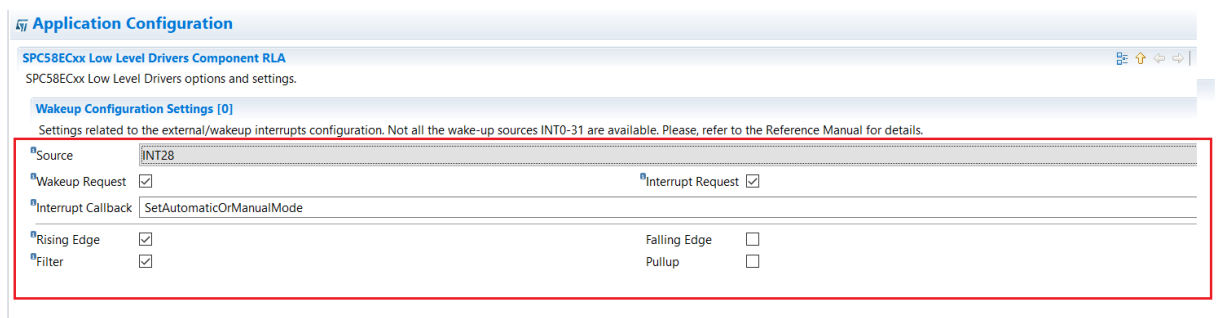 Application Configuration
SPC58ECxx Low Level Drivers Component RLA
SPC58ECxx Low Level Drivers options and settings.
Wakeup Configuration Settings [0]
Settings related to the external/wakeup interrupts configuration. Not all the wake-up sources INT0-31 are available. Please, refer to the Reference Manual for details.
Source INT28
Wakeup Request Interrupt Request
Interrupt Callback SetAutomaticOrManualMode
Rising Edge Falling Edge
Filter Pullup